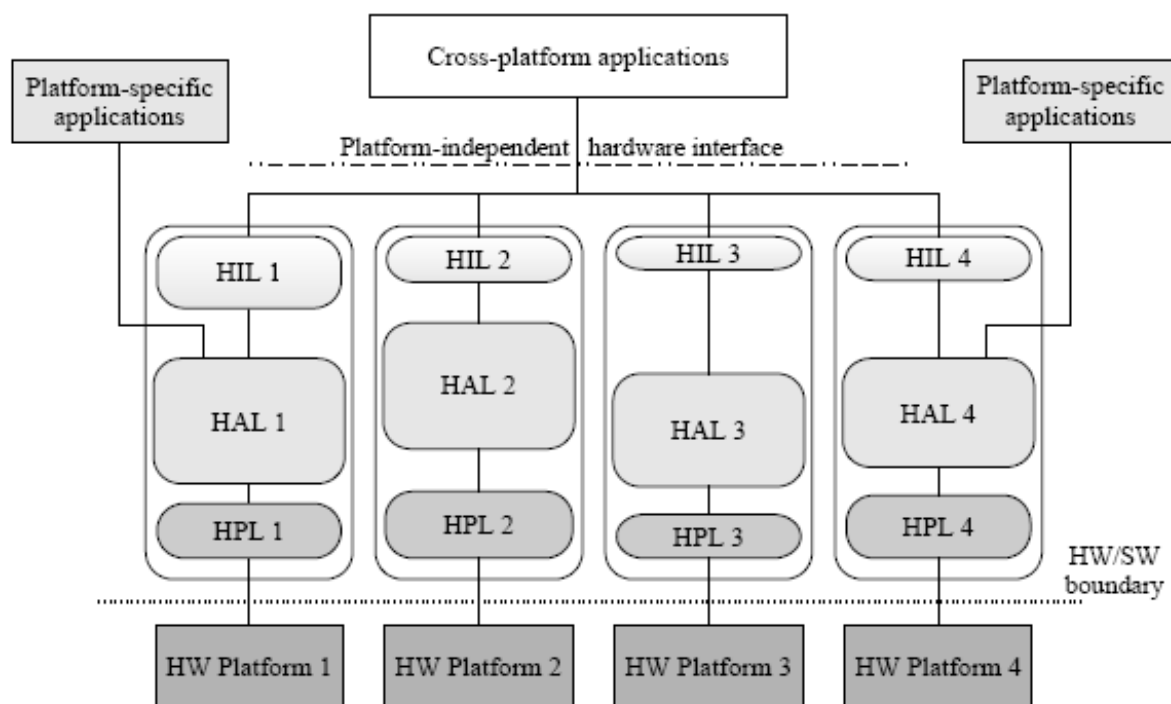 Cross-platform applications
Platform-specific
applications
Platform-specific
applications
Platform-independent hardware interface
HIL 1
HIL 2
HIL 3
HIL 4
HAL 1
HAL 2
HAL 3
HAL 4
HPL 1
HPL 2
HPL 3
HPL 4
HW/SW
boundary
HW Platform 1
HW Platform 2
HW Platform 3
HW Platform 4